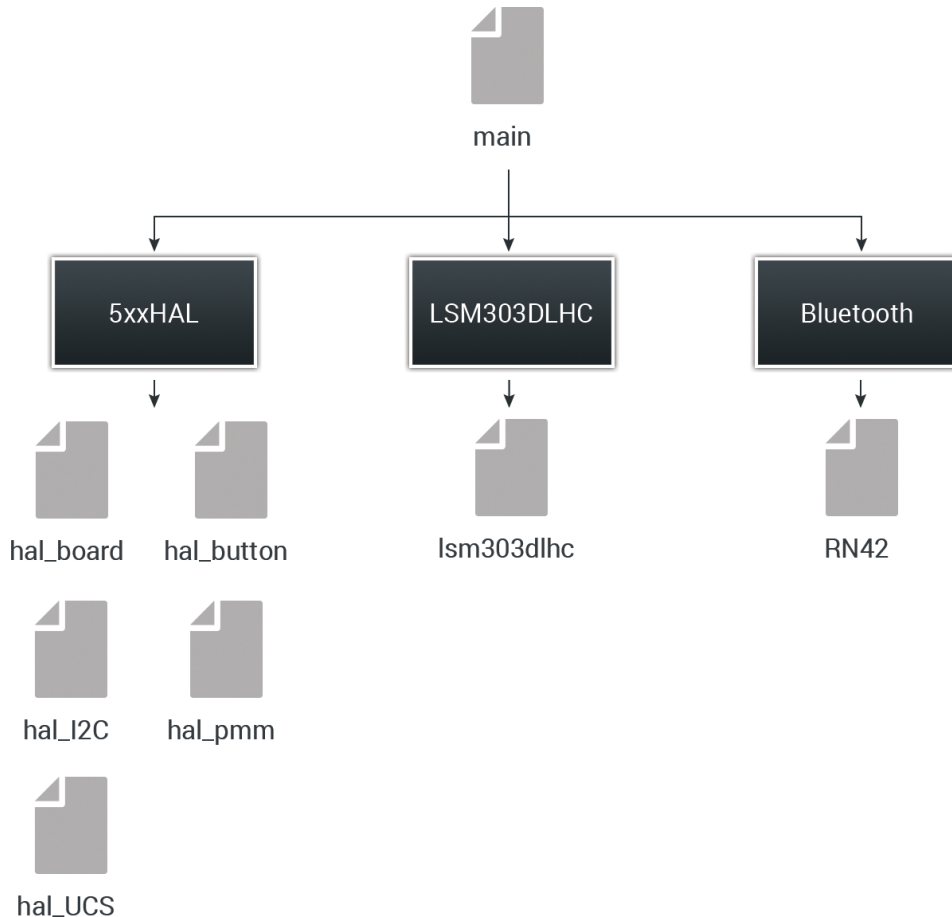 main
5xxHAL
LSM303DLHC
Bluetooth
hal_board
hal_button
lsm303dlhc
RN42
hal_I2C
hal_pmm
hal_UCS